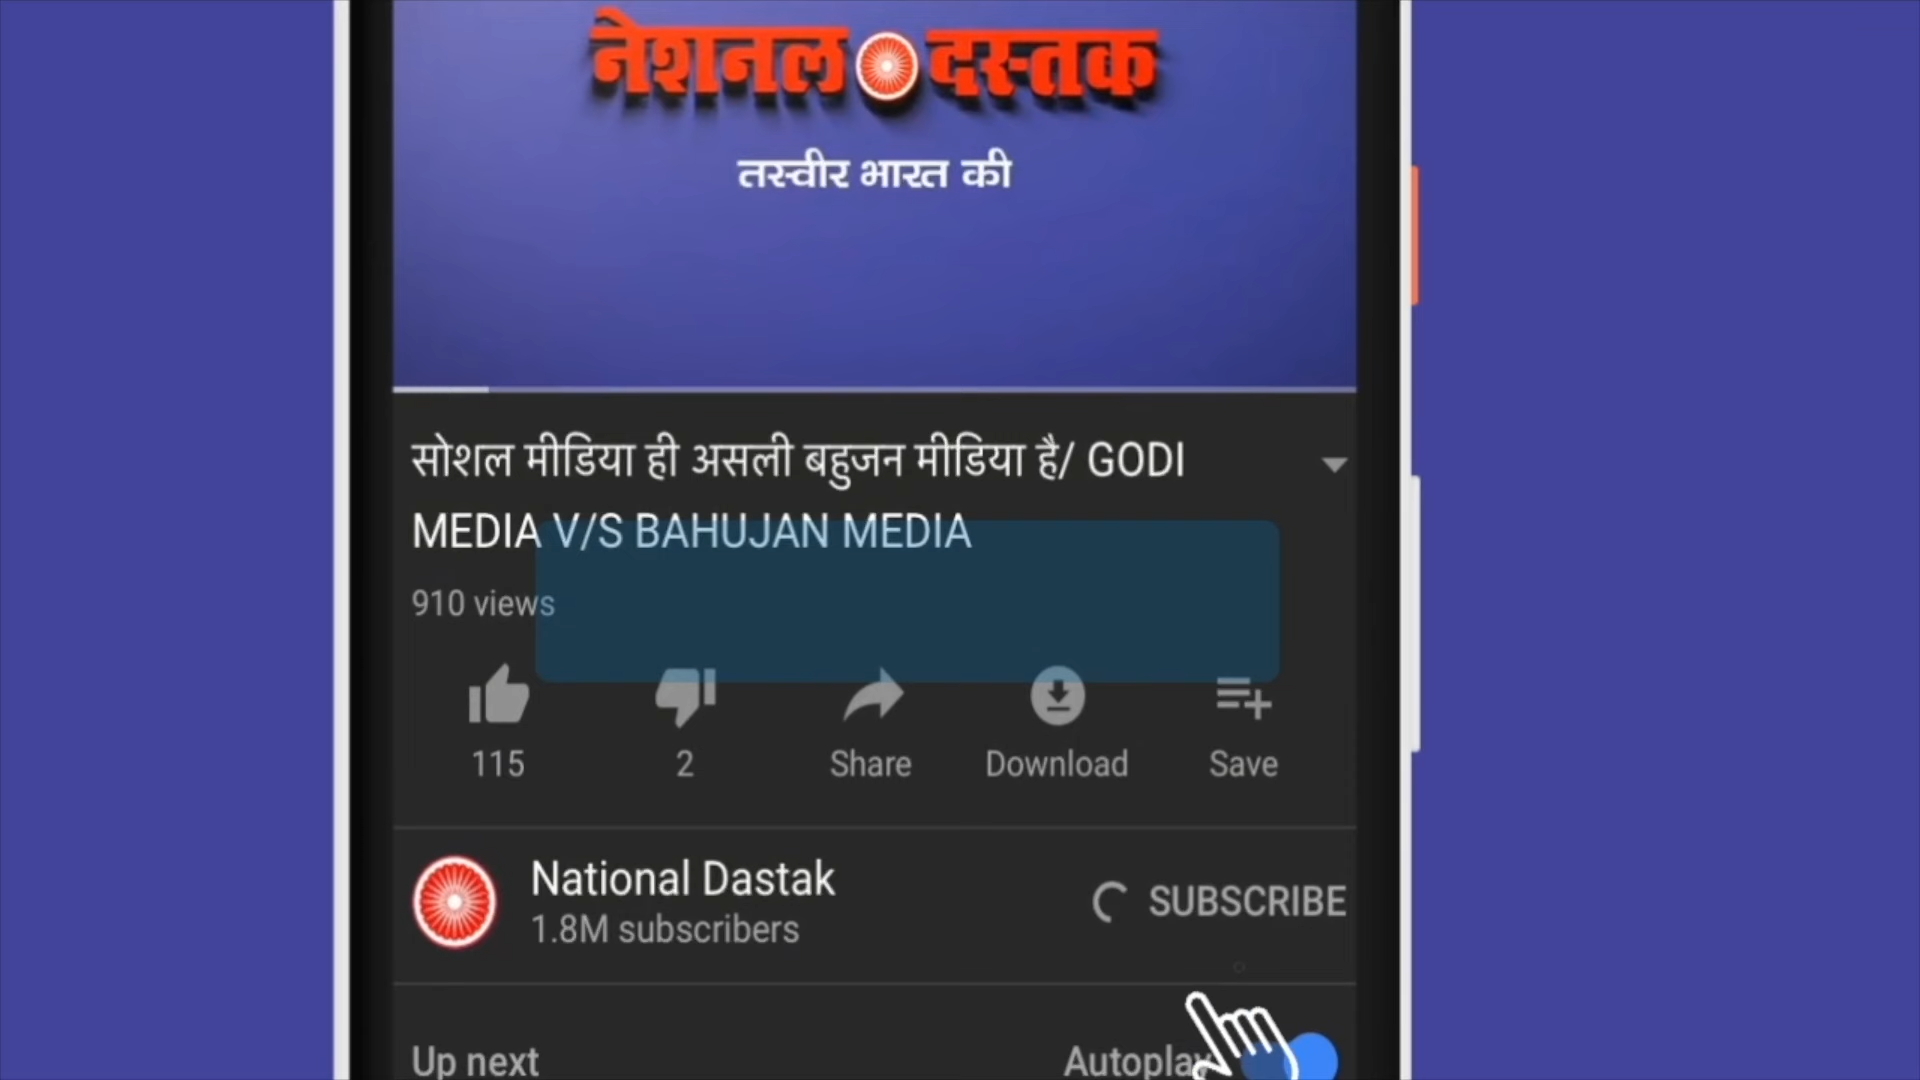 नेशनल दस्तक
तस्वीर भारत की
सोशल मीडिया ही असली बहुजन मीडिया है/ GODI
MEDIA V/S BAHUJAN MEDIA
910 views
115
2
Share
Download
Save
National Dastak
SUBSCRIBE
1.8M subscribers
Up next
Autoplay